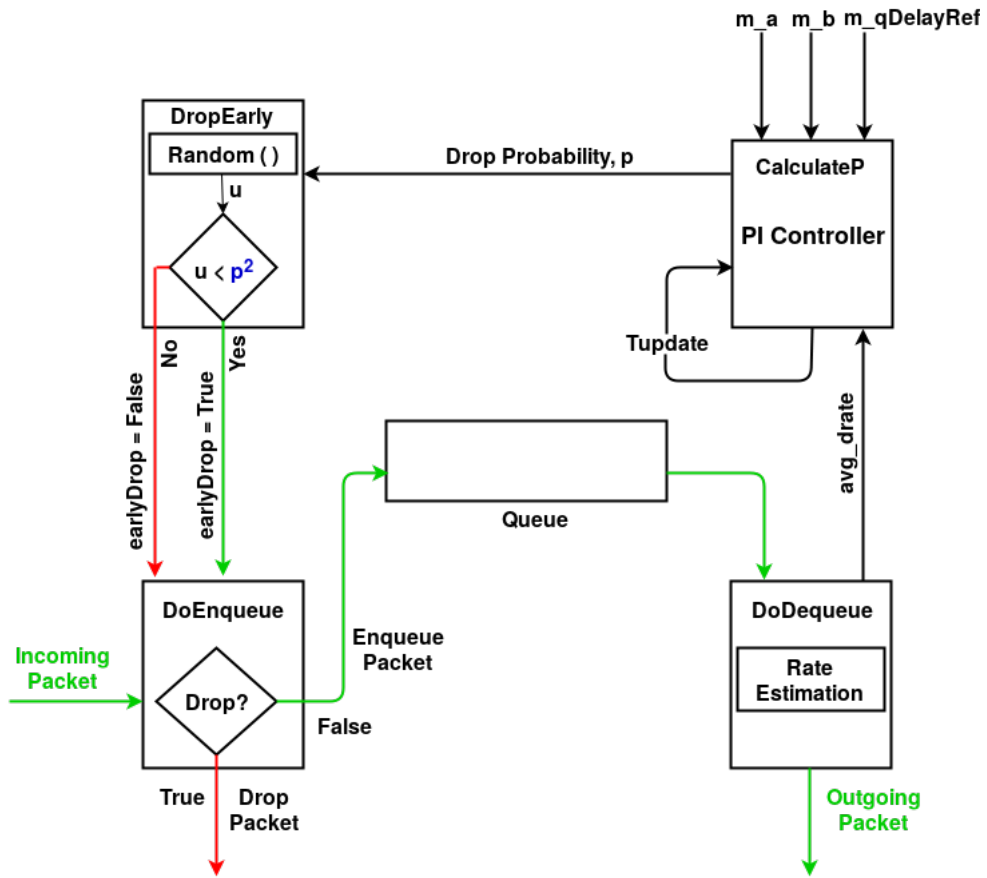 m_a
m_b
m_qDelayRef
DropEarly
Random ( )
u
u < p²
Drop Probability, p
CalculateP
PI Controller
Tupdate
No
Yes
earlyDrop = False
earlyDrop = True
avg_drate
Queue
DoEnqueue
Drop?
Incoming
Packet
Enqueue
Packet
False
True
Drop
Packet
DoDequeue
Rate
Estimation
Outgoing
Packet